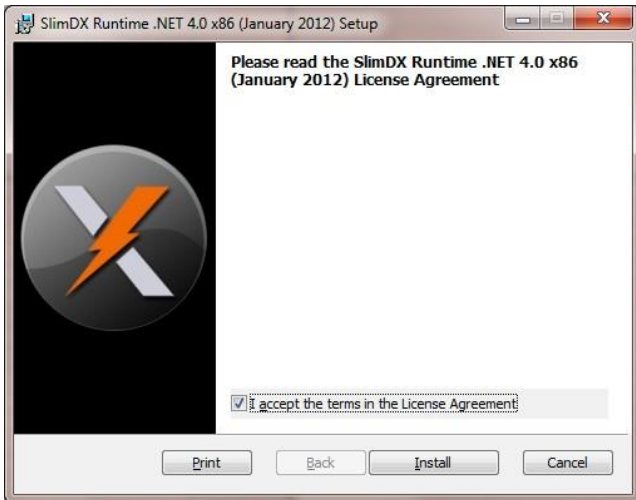 SlimDX Runtime .NET 4.0 x86 (January 2012) Setup
Please read the SlimDX Runtime .NET 4.0 x86
(January 2012) License Agreement
I accept the terms in the License Agreement
Print Back Install Cancel